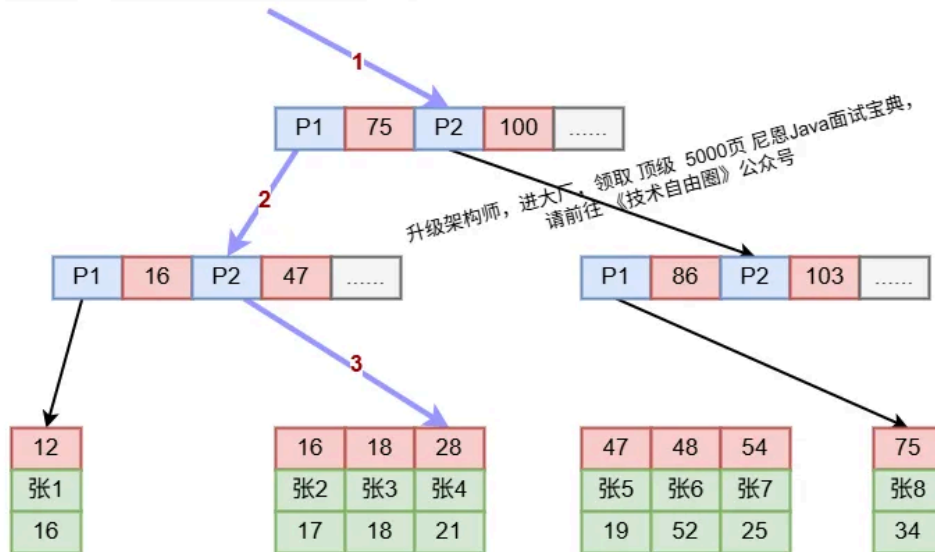 1
P1 75 P2 100 ......
升级架构师，进大厂，领取 顶级 5000页 尼恩Java面试宝典，
请前往 《技术自由圈》公众号
2
P1 16 P2 47 ......
P1 86 P2 103 ......
3
12 16 18 28 47 48 54 75
张1 张2 张3 张4 张5 张6 张7 张8
16 17 18 21 19 52 25 34